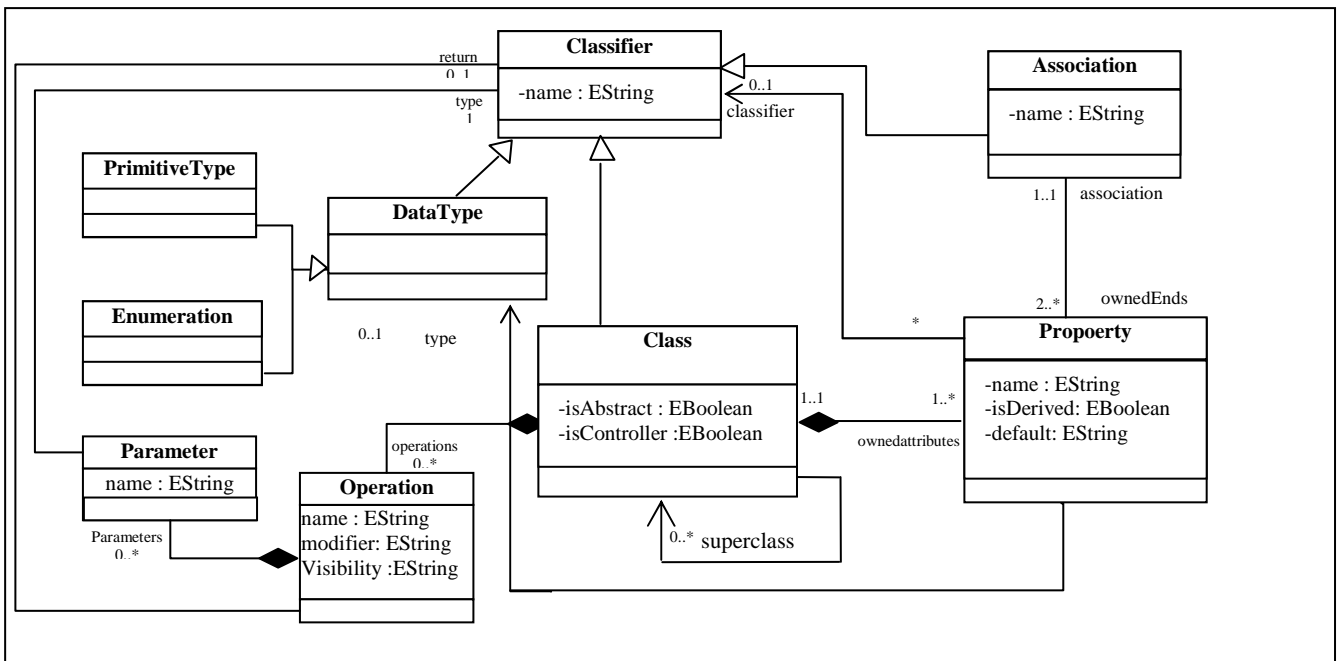 Classifier
-name : EString
return
0..1
type
1
0..1
classifier
Association
-name : EString
1..1
association
PrimitiveType
DataType
Enumeration
0..1
type
2..*
ownedEnds
*
Class
-isAbstract : EBoolean
-isController :EBoolean
1..1
1..*
ownedattributes
Propoerty
-name : EString
-isDerived: EBoolean
-default: EString
Parameter
name : EString
operations
0..*
Operation
name : EString
modifier: EString
Visibility :EString
Parameters
0..*
0..*
superclass